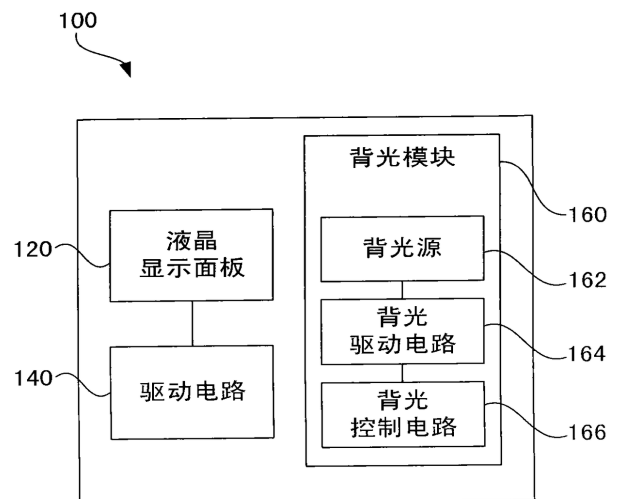 100
背光模块
160
120
液晶
显示面板
背光源
162
背光
驱动电路
164
140
驱动电路
背光
控制电路
166